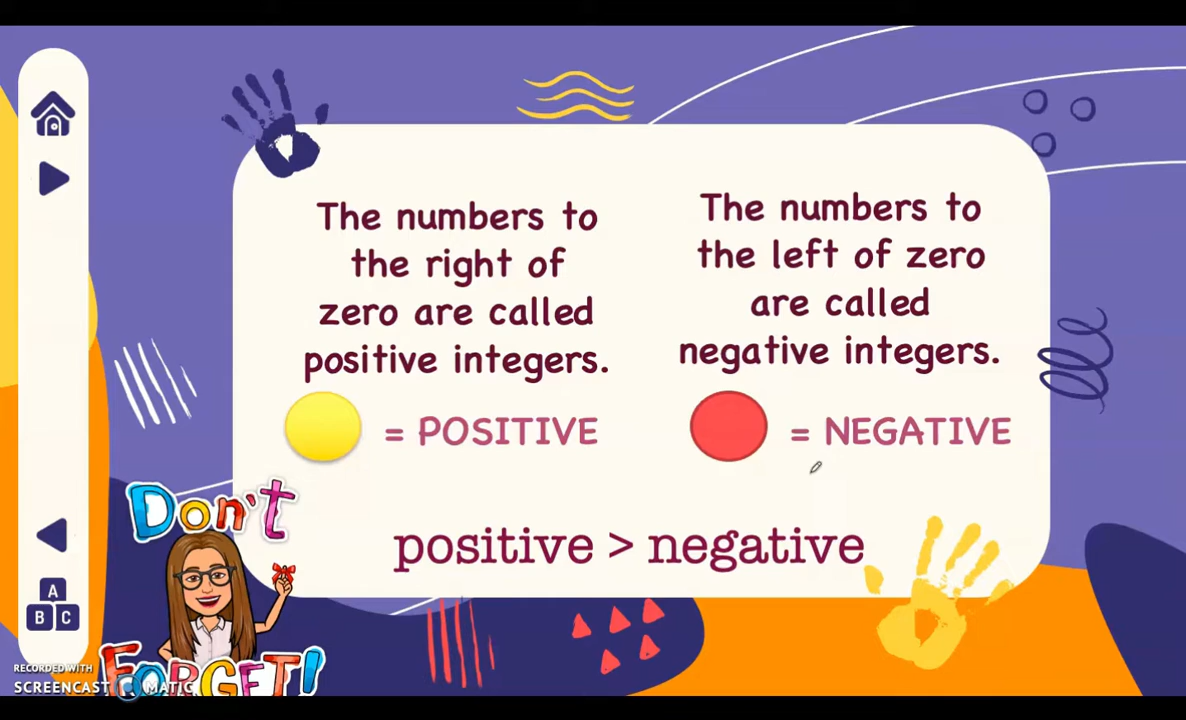 The numbers to
the right of
zero are called
positive integers.
= POSITIVE
The numbers to
the left of zero
are called
negative integers.
= NEGATIVE
positive > negative
Don't
FORGET!
A
B C
RECORDED WITH
SCREENCAST MATIC